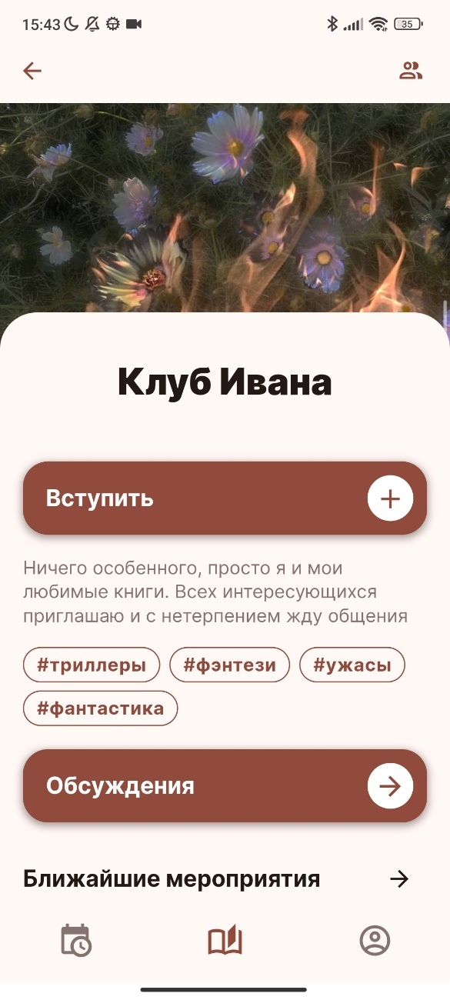 15:43
35
Клуб Ивана
Вступить
Ничего особенного, просто я и мои
любимые книги. Всех интересующихся
приглашаю и с нетерпением жду общения
#триллеры #фэнтези #ужасы
#фантастика
Обсуждения
Ближайшие мероприятия